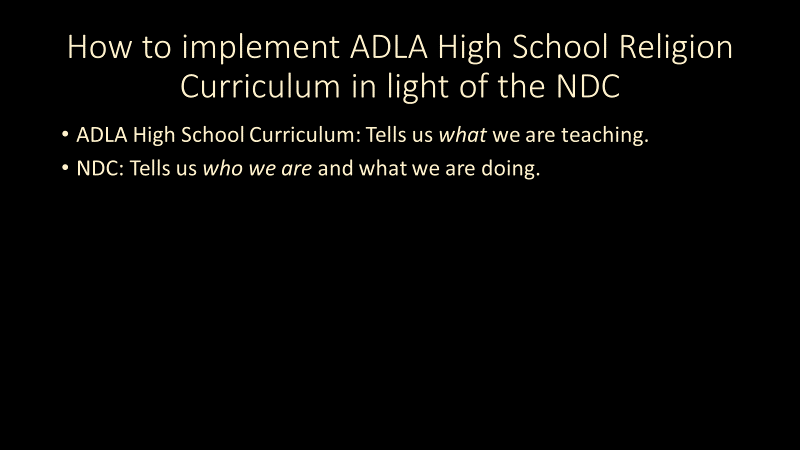 How to implement ADLA High School Religion
Curriculum in light of the NDC
• ADLA High School Curriculum: Tells us what we are teaching.
• NDC: Tells us who we are and what we are doing.